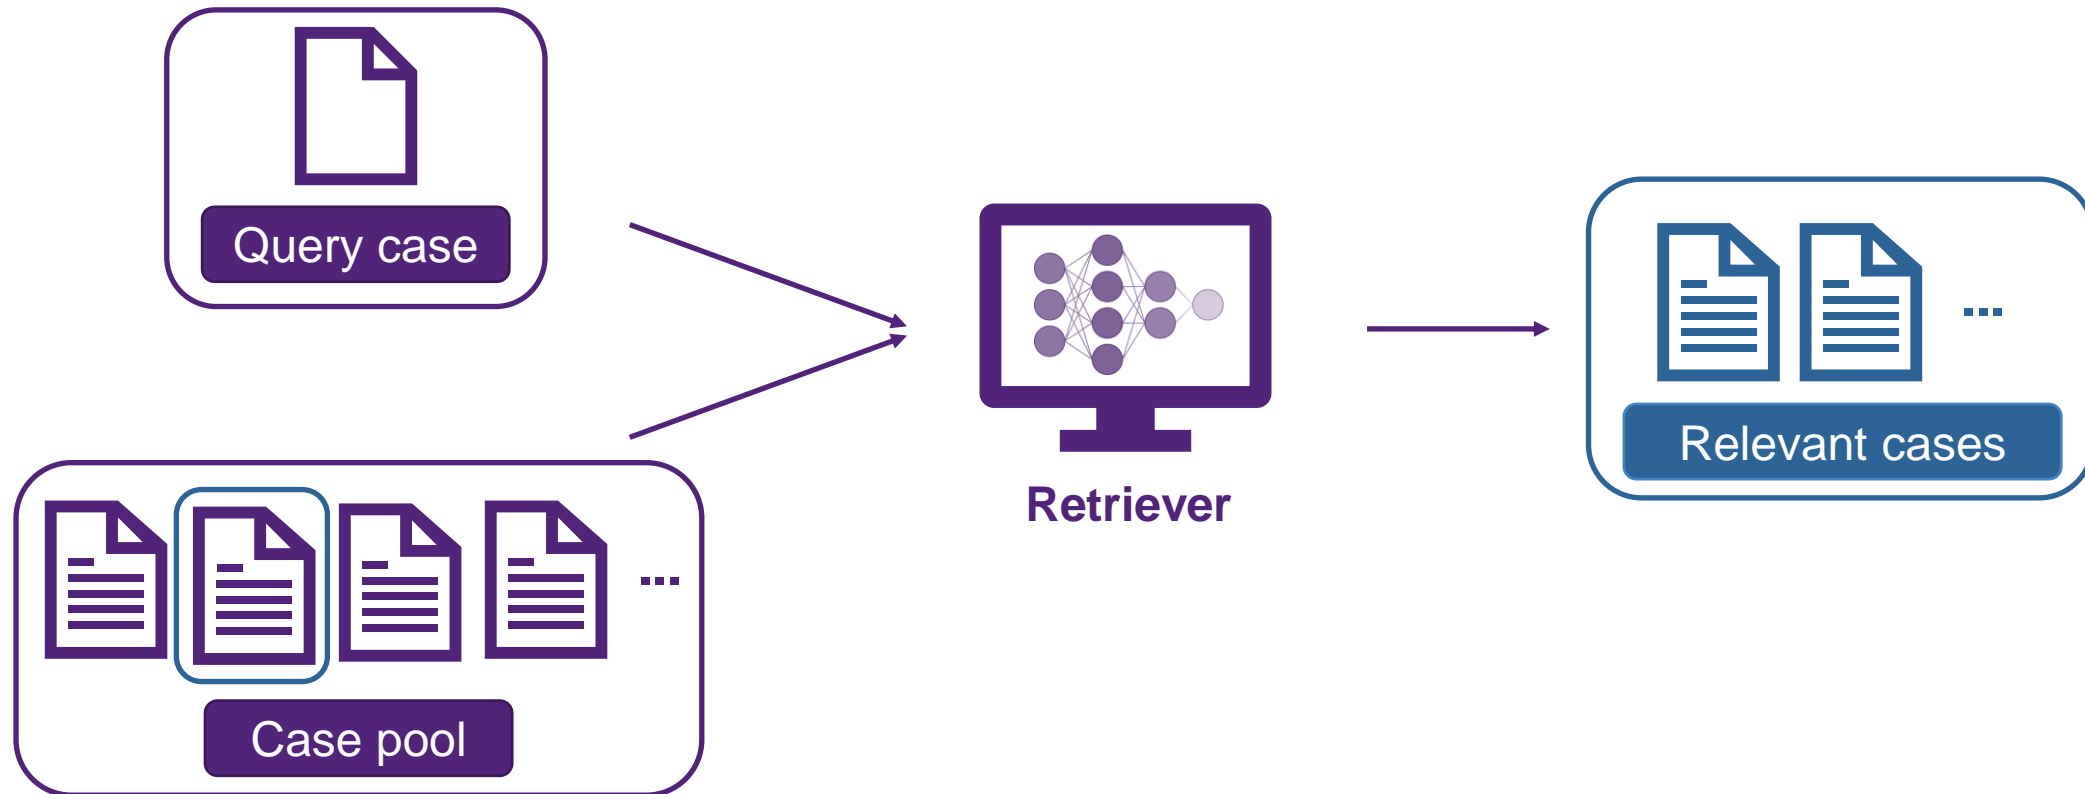 Query case
Case pool
...
Retriever
Relevant cases
...